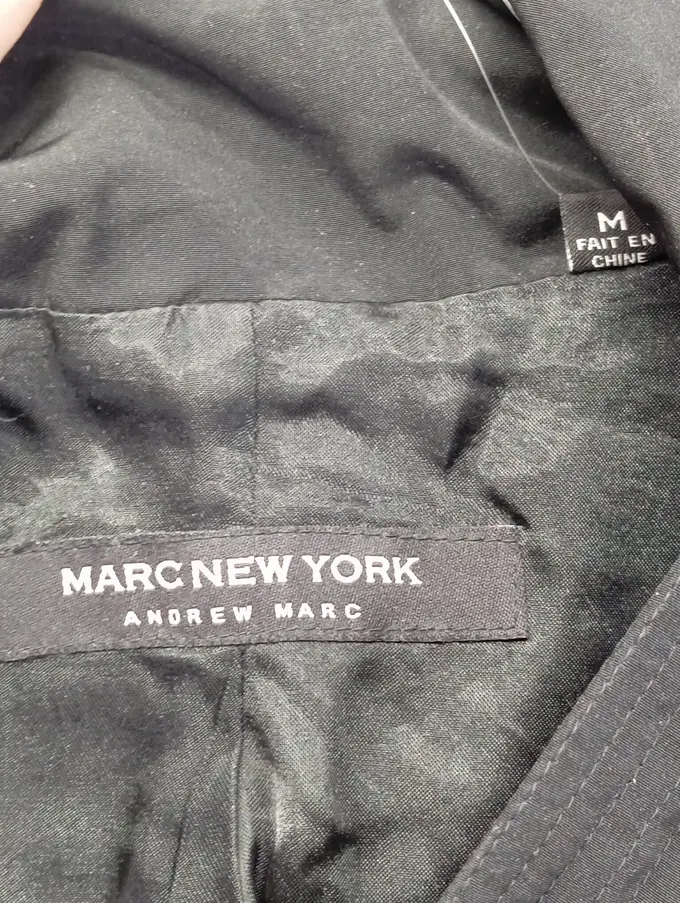 M
FAIT EN
CHINE
MARC NEW YORK
ANDREW MARC